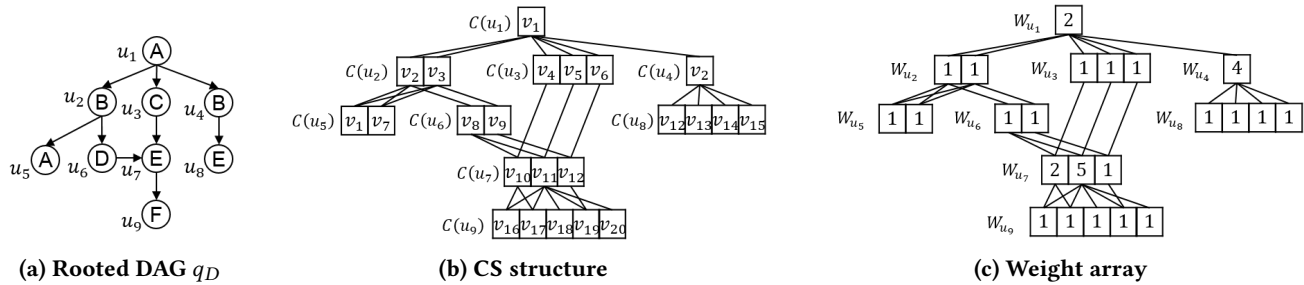 u1 A
u2 B u3 C u4 B
u5 A u6 D u7 E u8 E
u9 F
(a) Rooted DAG qD
C(u1) v1
C(u2) v2 v3 C(u3) v4 v5 v6 C(u4) v2
C(u5) v1 v7 C(u6) v8 v9 C(u8) v12 v13 v14 v15
C(u7) v10 v11 v12
C(u9) v16 v17 v18 v19 v20
(b) CS structure
Wu1 2
Wu2 1 1 Wu3 1 1 1 Wu4 4
Wu5 1 1 Wu6 1 1 Wu8 1 1 1 1
Wu7 2 5 1
Wu9 1 1 1 1 1
(c) Weight array